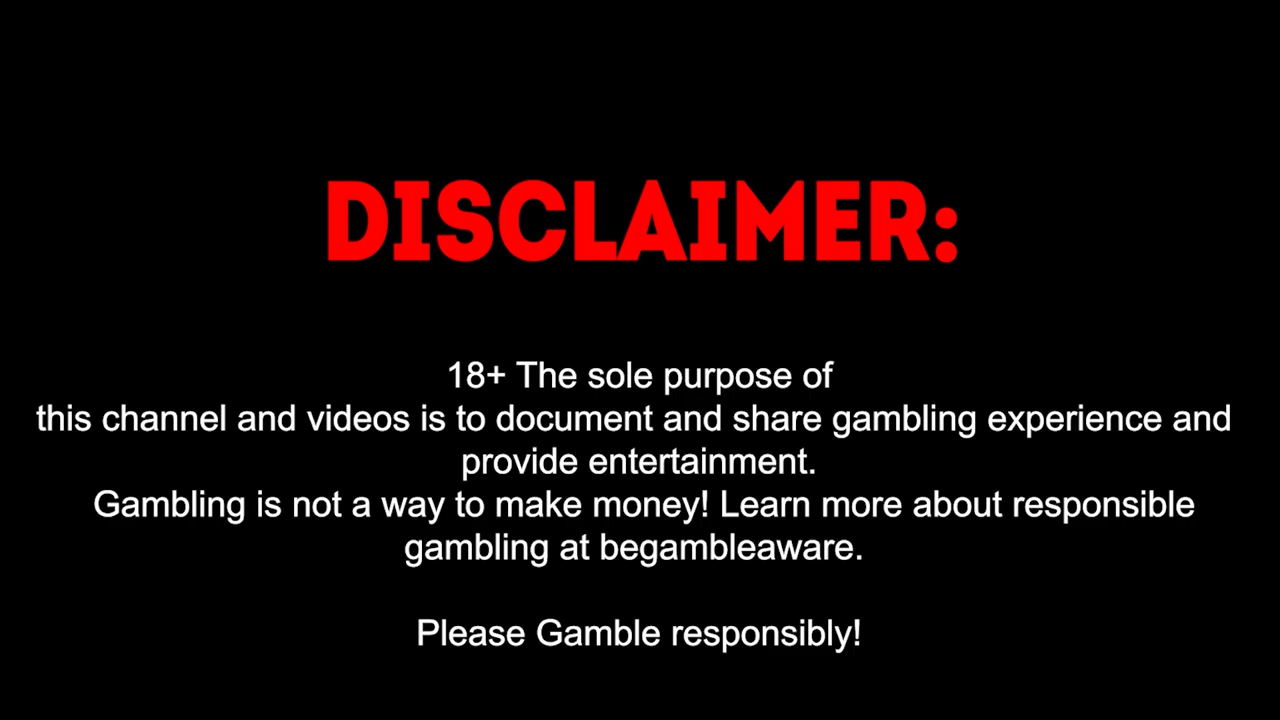 DISCLAIMER:
18+ The sole purpose of
this channel and videos is to document and share gambling experience and
provide entertainment.
Gambling is not a way to make money! Learn more about responsible
gambling at begambleaware.
Please Gamble responsibly!